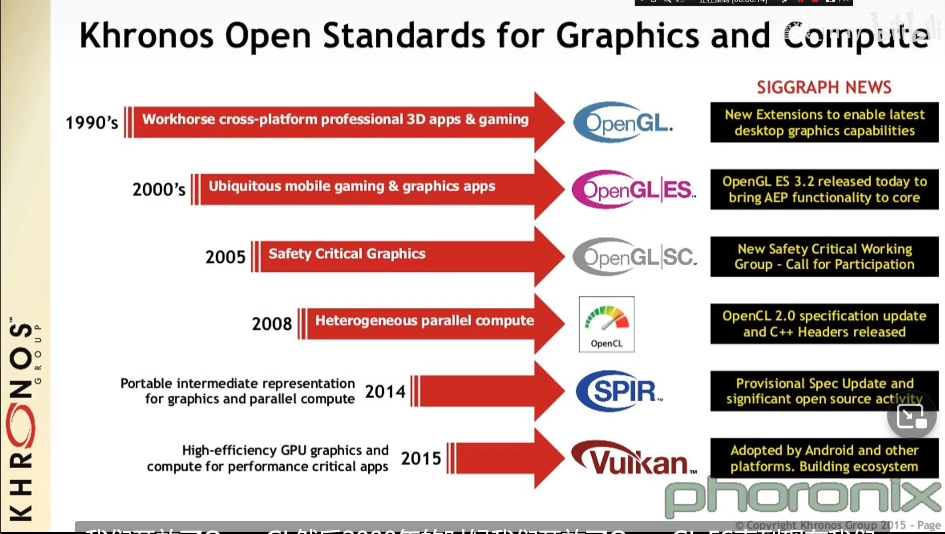 Khronos Open Standards for Graphics and Compute
SIGGRAPH NEWS
1990's
Workhorse cross-platform professional 3D apps & gaming
OpenGL.
New Extensions to enable latest
desktop graphics capabilities
2000's
Ubiquitous mobile gaming & graphics apps
OpenGL|ES™
OpenGL ES 3.2 released today to
bring AEP functionality to core
2005
Safety Critical Graphics
OpenGL|SC™
New Safety Critical Working
Group - Call for Participation
2008
Heterogeneous parallel compute
OpenCL
OpenCL 2.0 specification update
and C++ Headers released
Portable intermediate representation
for graphics and parallel compute
2014
SPIR™
Provisional Spec Update and
significant open source activity
High-efficiency GPU graphics and
compute for performance critical apps
2015
Vulkan™
Adopted by Android and other
platforms. Building ecosystem
KHRONOS™
GROUP
phoronix
© Copyright Khronos Group 2015 - Page